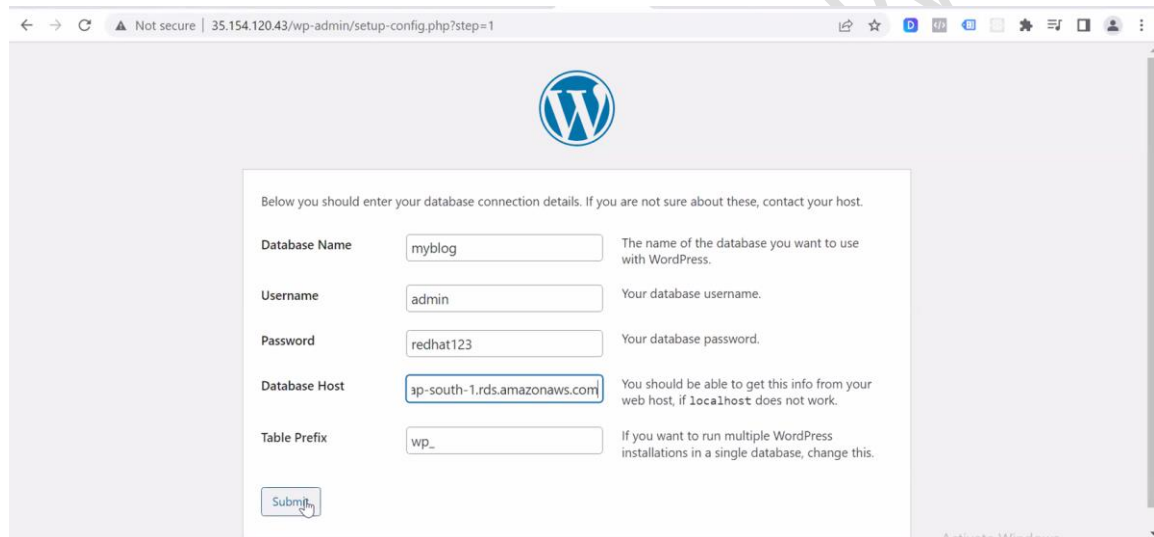 Not secure | 35.154.120.43/wp-admin/setup-config.php?step=1
Below you should enter your database connection details. If you are not sure about these, contact your host.
Database Name
myblog
The name of the database you want to use
with WordPress.
Username
admin
Your database username.
Password
redhat123
Your database password.
Database Host
ap-south-1.rds.amazonaws.com
You should be able to get this info from your
web host, if localhost does not work.
Table Prefix
wp_
If you want to run multiple WordPress
installations in a single database, change this.
Submit